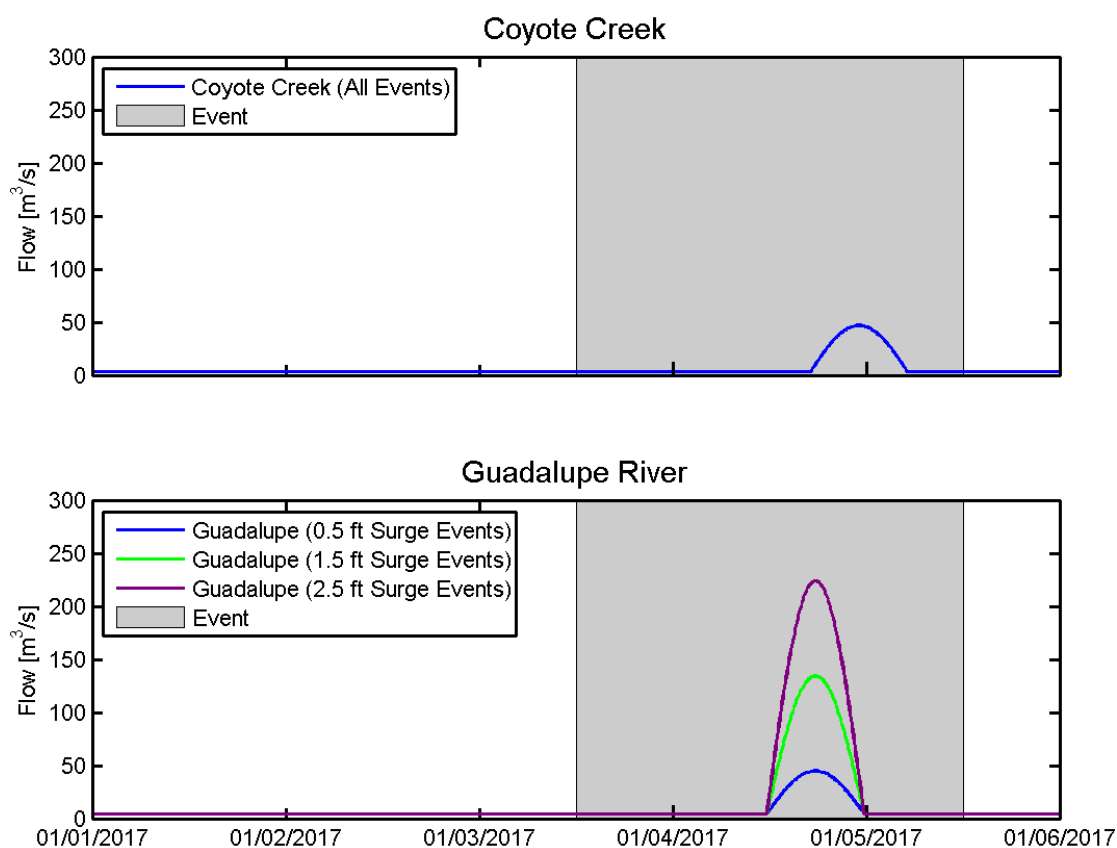 Coyote Creek
300
250
200
150
100
50
0
Flow [m³/s]
Coyote Creek (All Events)
Event
Guadalupe River
300
250
200
150
100
50
0
Flow [m³/s]
Guadalupe (0.5 ft Surge Events)
Guadalupe (1.5 ft Surge Events)
Guadalupe (2.5 ft Surge Events)
Event
01/01/2017 01/02/2017 01/03/2017 01/04/2017 01/05/2017 01/06/2017